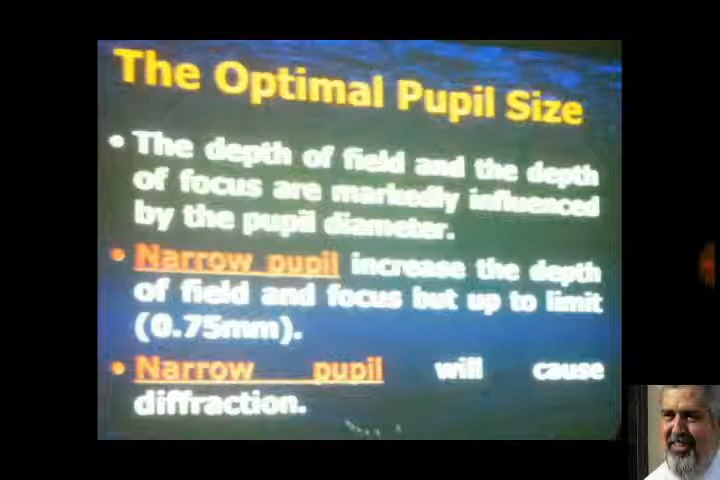 The Optimal Pupil Size
• The depth of field and the depth
of focus are markedly influenced
by the pupil diameter.
• Narrow pupil increase the depth
of field and focus but up to limit
(0.75mm).
• Narrow pupil will cause
diffraction.